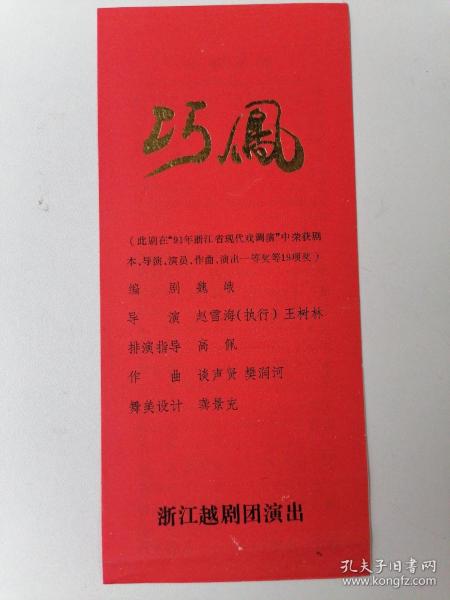 巧鳳
（此剧在“91年浙江省现代戏调演”中荣获剧
本、导演、演员、作曲、演出一等奖等19项奖）
编 剧 魏峨
导 演 赵雪海(执行) 王树林
排演指导 高佩
作 曲 谈声贤 樊润河
舞美设计 龚景充
浙江越剧团演出
孔夫子旧书网
www.kongfz.com